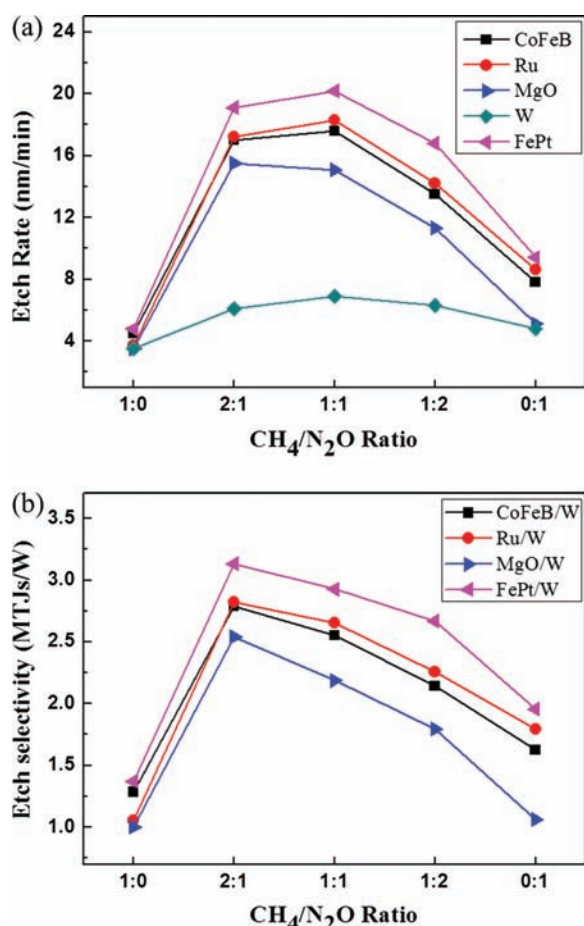 (a)
CoFeB
Ru
MgO
W
FePt
24
20
16
12
8
4
Etch Rate (nm/min)
1:0 2:1 1:1 1:2 0:1
CH4/N2O Ratio
(b)
CoFeB/W
Ru/W
MgO/W
FePt/W
3.5
3.0
2.5
2.0
1.5
1.0
Etch selectivity (MTJs/W)
1:0 2:1 1:1 1:2 0:1
CH4/N2O Ratio